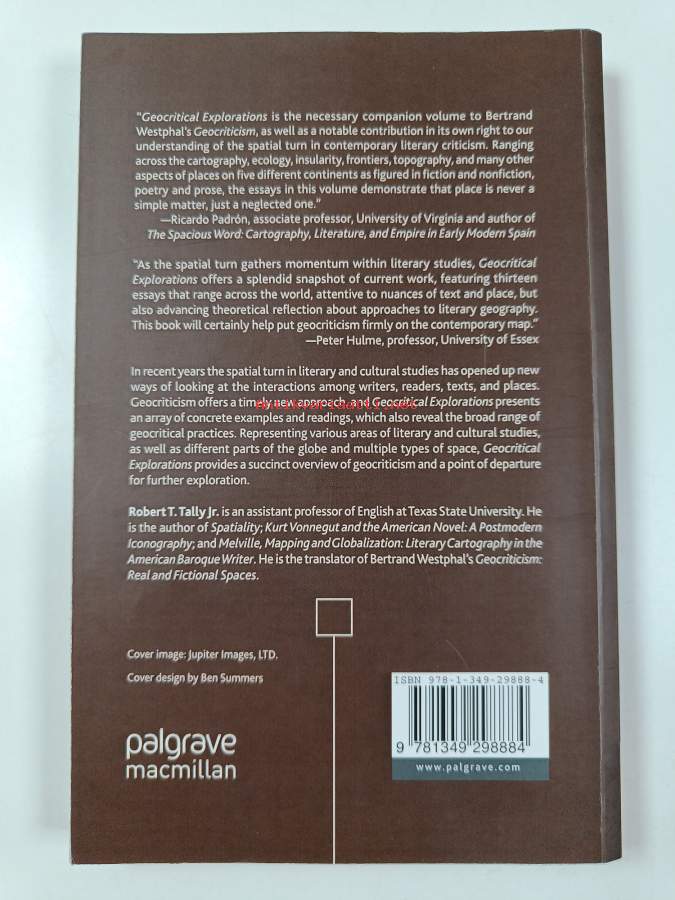 "Geocritical Explorations is the necessary companion volume to Bertrand
Westphal's Geocriticism, as well as a notable contribution in its own right to our
understanding of the spatial turn in contemporary literary criticism. Ranging
across the cartography, ecology, insularity, frontiers, topography, and many other
aspects of places on five different continents as figured in fiction and nonfiction,
poetry and prose, the essays in this volume demonstrate that place is never a
simple matter, just a neglected one."
—Ricardo Padrón, associate professor, University of Virginia and author of
The Spacious Word: Cartography, Literature, and Empire in Early Modern Spain
"As the spatial turn gathers momentum within literary studies, Geocritical
Explorations offers a splendid snapshot of current work, featuring thirteen
essays that range across the world, attentive to nuances of text and place, but
also advancing theoretical reflection about approaches to literary geography.
This book will certainly help put geocriticism firmly on the contemporary map."
—Peter Hulme, professor, University of Essex
In recent years the spatial turn in literary and cultural studies has opened up new
ways of looking at the interactions among writers, readers, texts, and places.
Geocriticism offers a timely new approach, and Geocritical Explorations presents
an array of concrete examples and readings, which also reveal the broad range of
geocritical practices. Representing various areas of literary and cultural studies,
as well as different parts of the globe and multiple types of space, Geocritical
Explorations provides a succinct overview of geocriticism and a point of departure
for further exploration.
Robert T. Tally Jr. is an assistant professor of English at Texas State University. He
is the author of Spatiality; Kurt Vonnegut and the American Novel: A Postmodern
Iconography; and Melville, Mapping and Globalization: Literary Cartography in the
American Baroque Writer. He is the translator of Bertrand Westphal's Geocriticism:
Real and Fictional Spaces.
Cover image: Jupiter Images, LTD.
Cover design by Ben Summers
ISBN 978-1-349-29888-4
9 781349 298884
www.palgrave.com
palgrave
macmillan